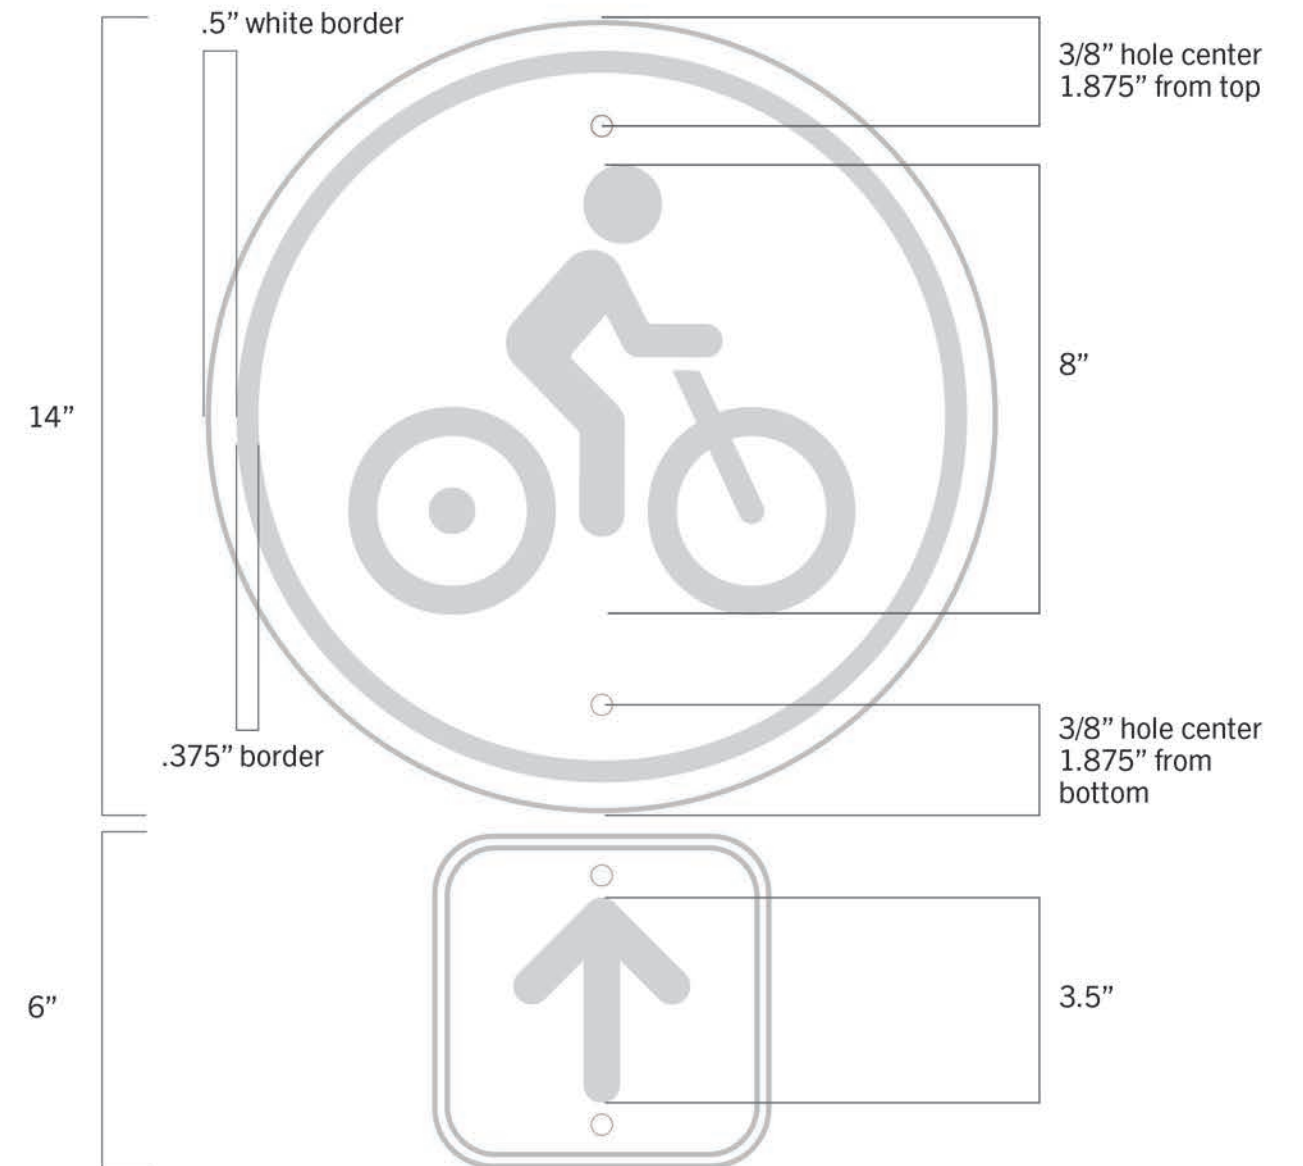 .5” white border
3/8” hole center
1.875” from top
8”
14”
3/8” hole center
1.875” from
bottom
.375” border
6”
3.5”